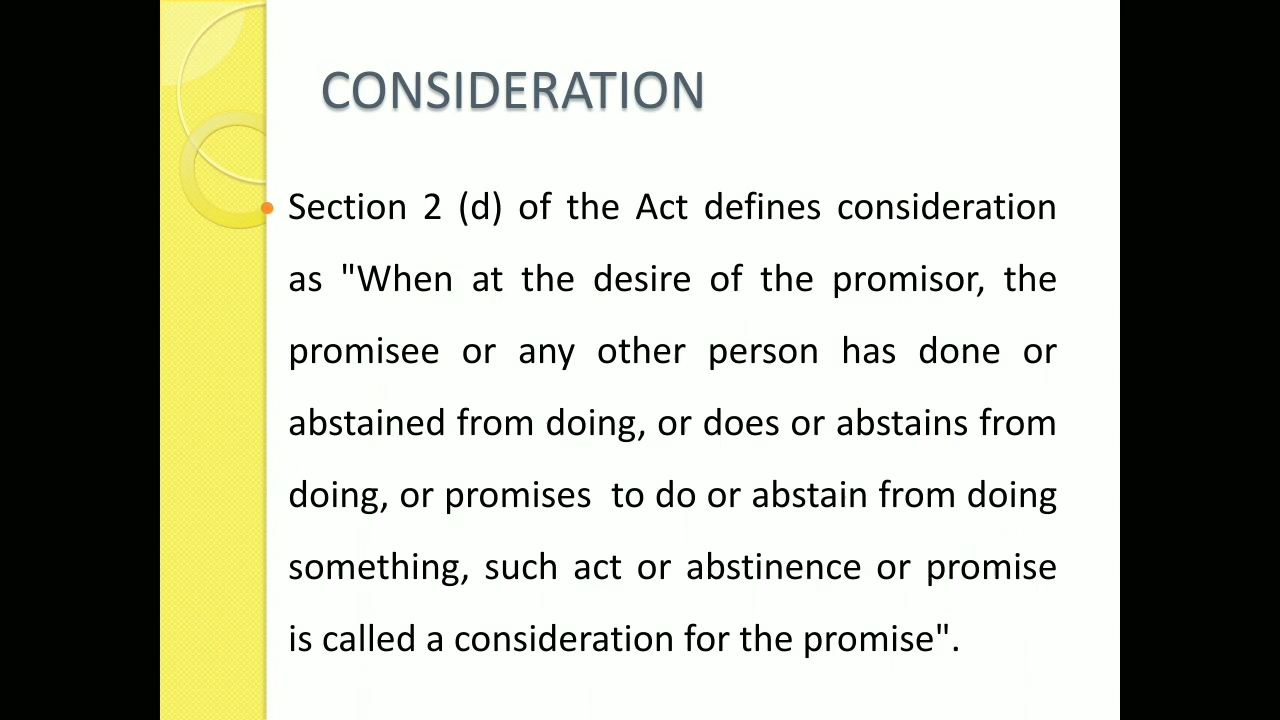 CONSIDERATION
Section 2 (d) of the Act defines consideration
as "When at the desire of the promisor, the
promisee or any other person has done or
abstained from doing, or does or abstains from
doing, or promises  to do or abstain from doing
something, such act or abstinence or promise
is called a consideration for the promise".